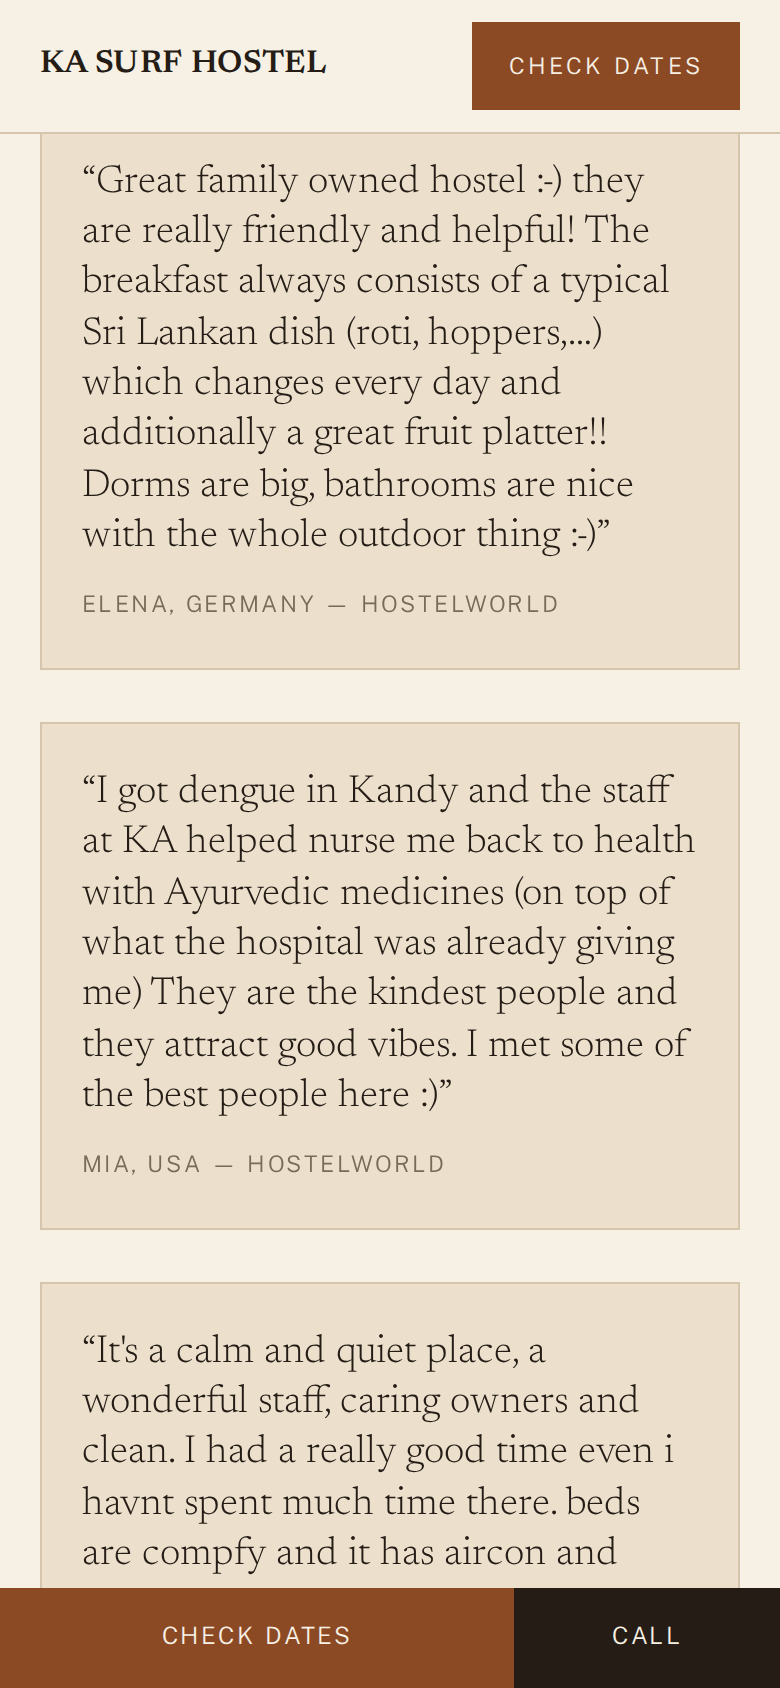 KA SURF HOSTEL
CHECK DATES
“Great family owned hostel :-) they
are really friendly and helpful! The
breakfast always consists of a typical
Sri Lankan dish (roti, hoppers,...)
which changes every day and
additionally a great fruit platter!!
Dorms are big, bathrooms are nice
with the whole outdoor thing :-)”
ELENA, GERMANY — HOSTELWORLD
“I got dengue in Kandy and the staff
at KA helped nurse me back to health
with Ayurvedic medicines (on top of
what the hospital was already giving
me) They are the kindest people and
they attract good vibes. I met some of
the best people here :)”
MIA, USA — HOSTELWORLD
“It's a calm and quiet place, a
wonderful staff, caring owners and
clean. I had a really good time even i
havnt spent much time there. beds
are compfy and it has aircon and
CHECK DATES
CALL